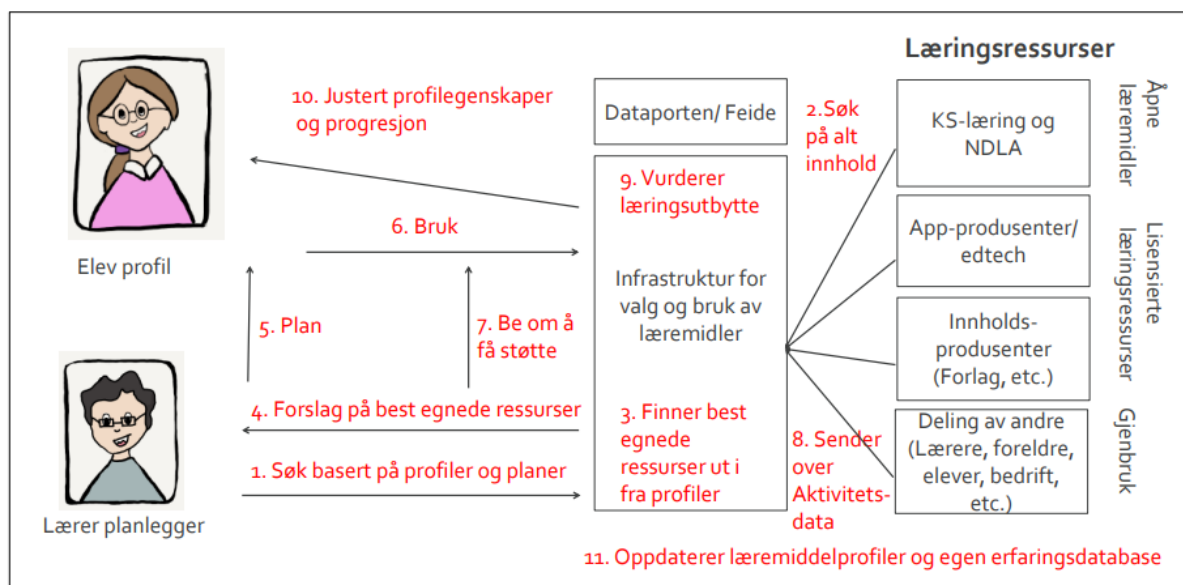 Læringsressurser
10. Justert profilegenskaper
og progresjon
Dataporten/ Feide
2.Søk
på alt
innhold
KS-læring og
NDLA
Åpne
læremidler
9. Vurderer
læringsutbytte
6. Bruk
Elev profil
App-produsenter/
edtech
Lisensierte
læringsressurser
Infrastruktur for
valg og bruk av
læremidler
5. Plan
7. Be om å
få støtte
Innholds-
produsenter
(Forlag, etc.)
4. Forslag på best egnede ressurser
3. Finner best
egnede
ressurser ut i
fra profiler
8. Sender
over
Aktivitets-
data
Deling av andre
(Lærere, foreldre,
elever, bedrift,
etc.)
Gjenbruk
1. Søk basert på profiler og planer
Lærer planlegger
11. Oppdaterer læremiddelprofiler og egen erfaringsdatabase